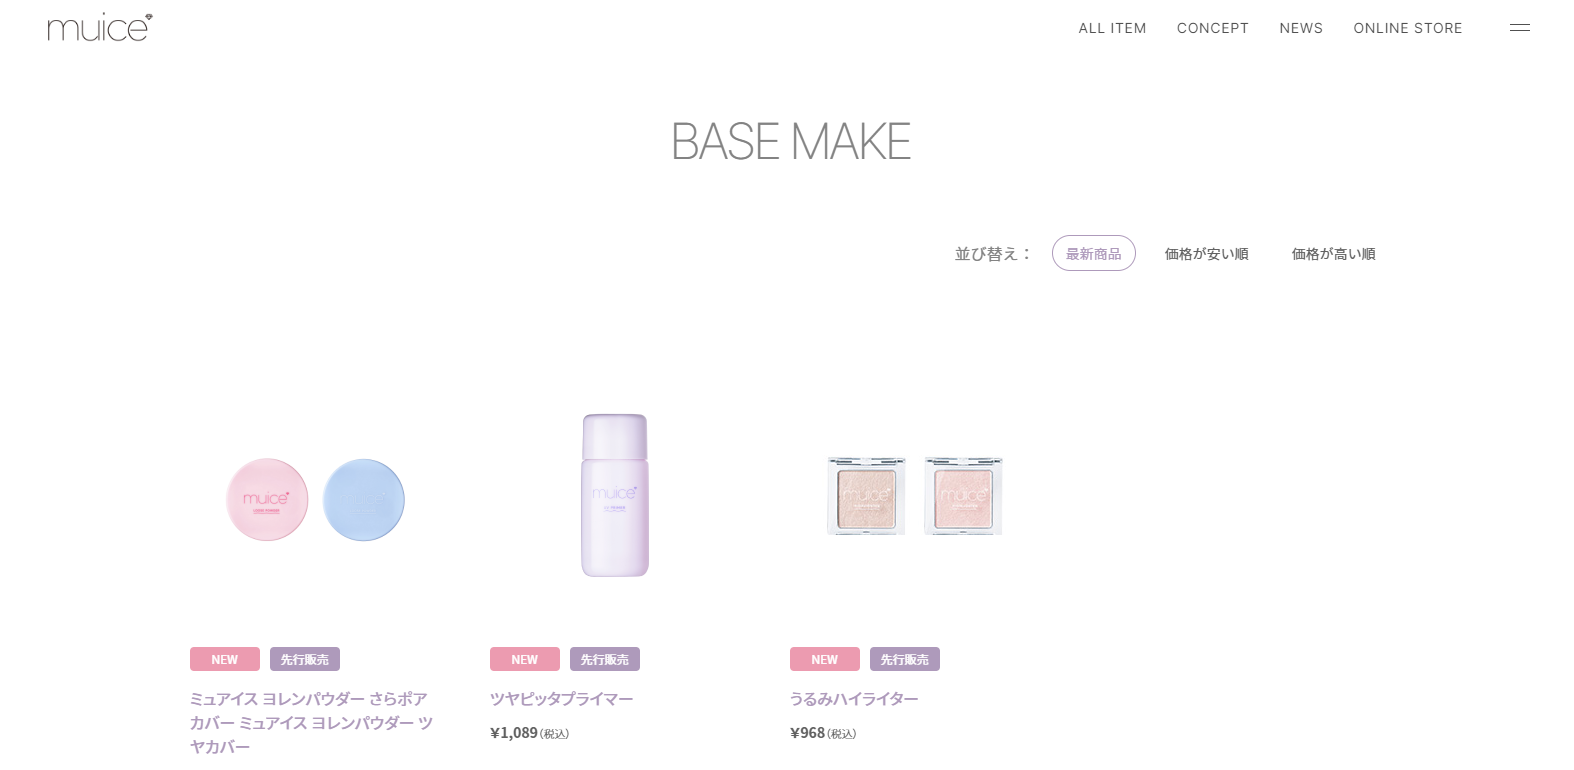 muice
ALL ITEM
CONCEPT
NEWS
ONLINE STORE
BASE MAKE
並び替え：
最新商品
価格が安い順
価格が高い順
muice
muice
muice
muice
NEW
先行販売
ミュアイス ヨレンパウダー さらポア
カバー ミュアイス ヨレンパウダー ツ
ヤカバー
NEW
先行販売
ツヤピッタプライマー
¥1,089(税込)
NEW
先行販売
うるみハイライター
¥968(税込)